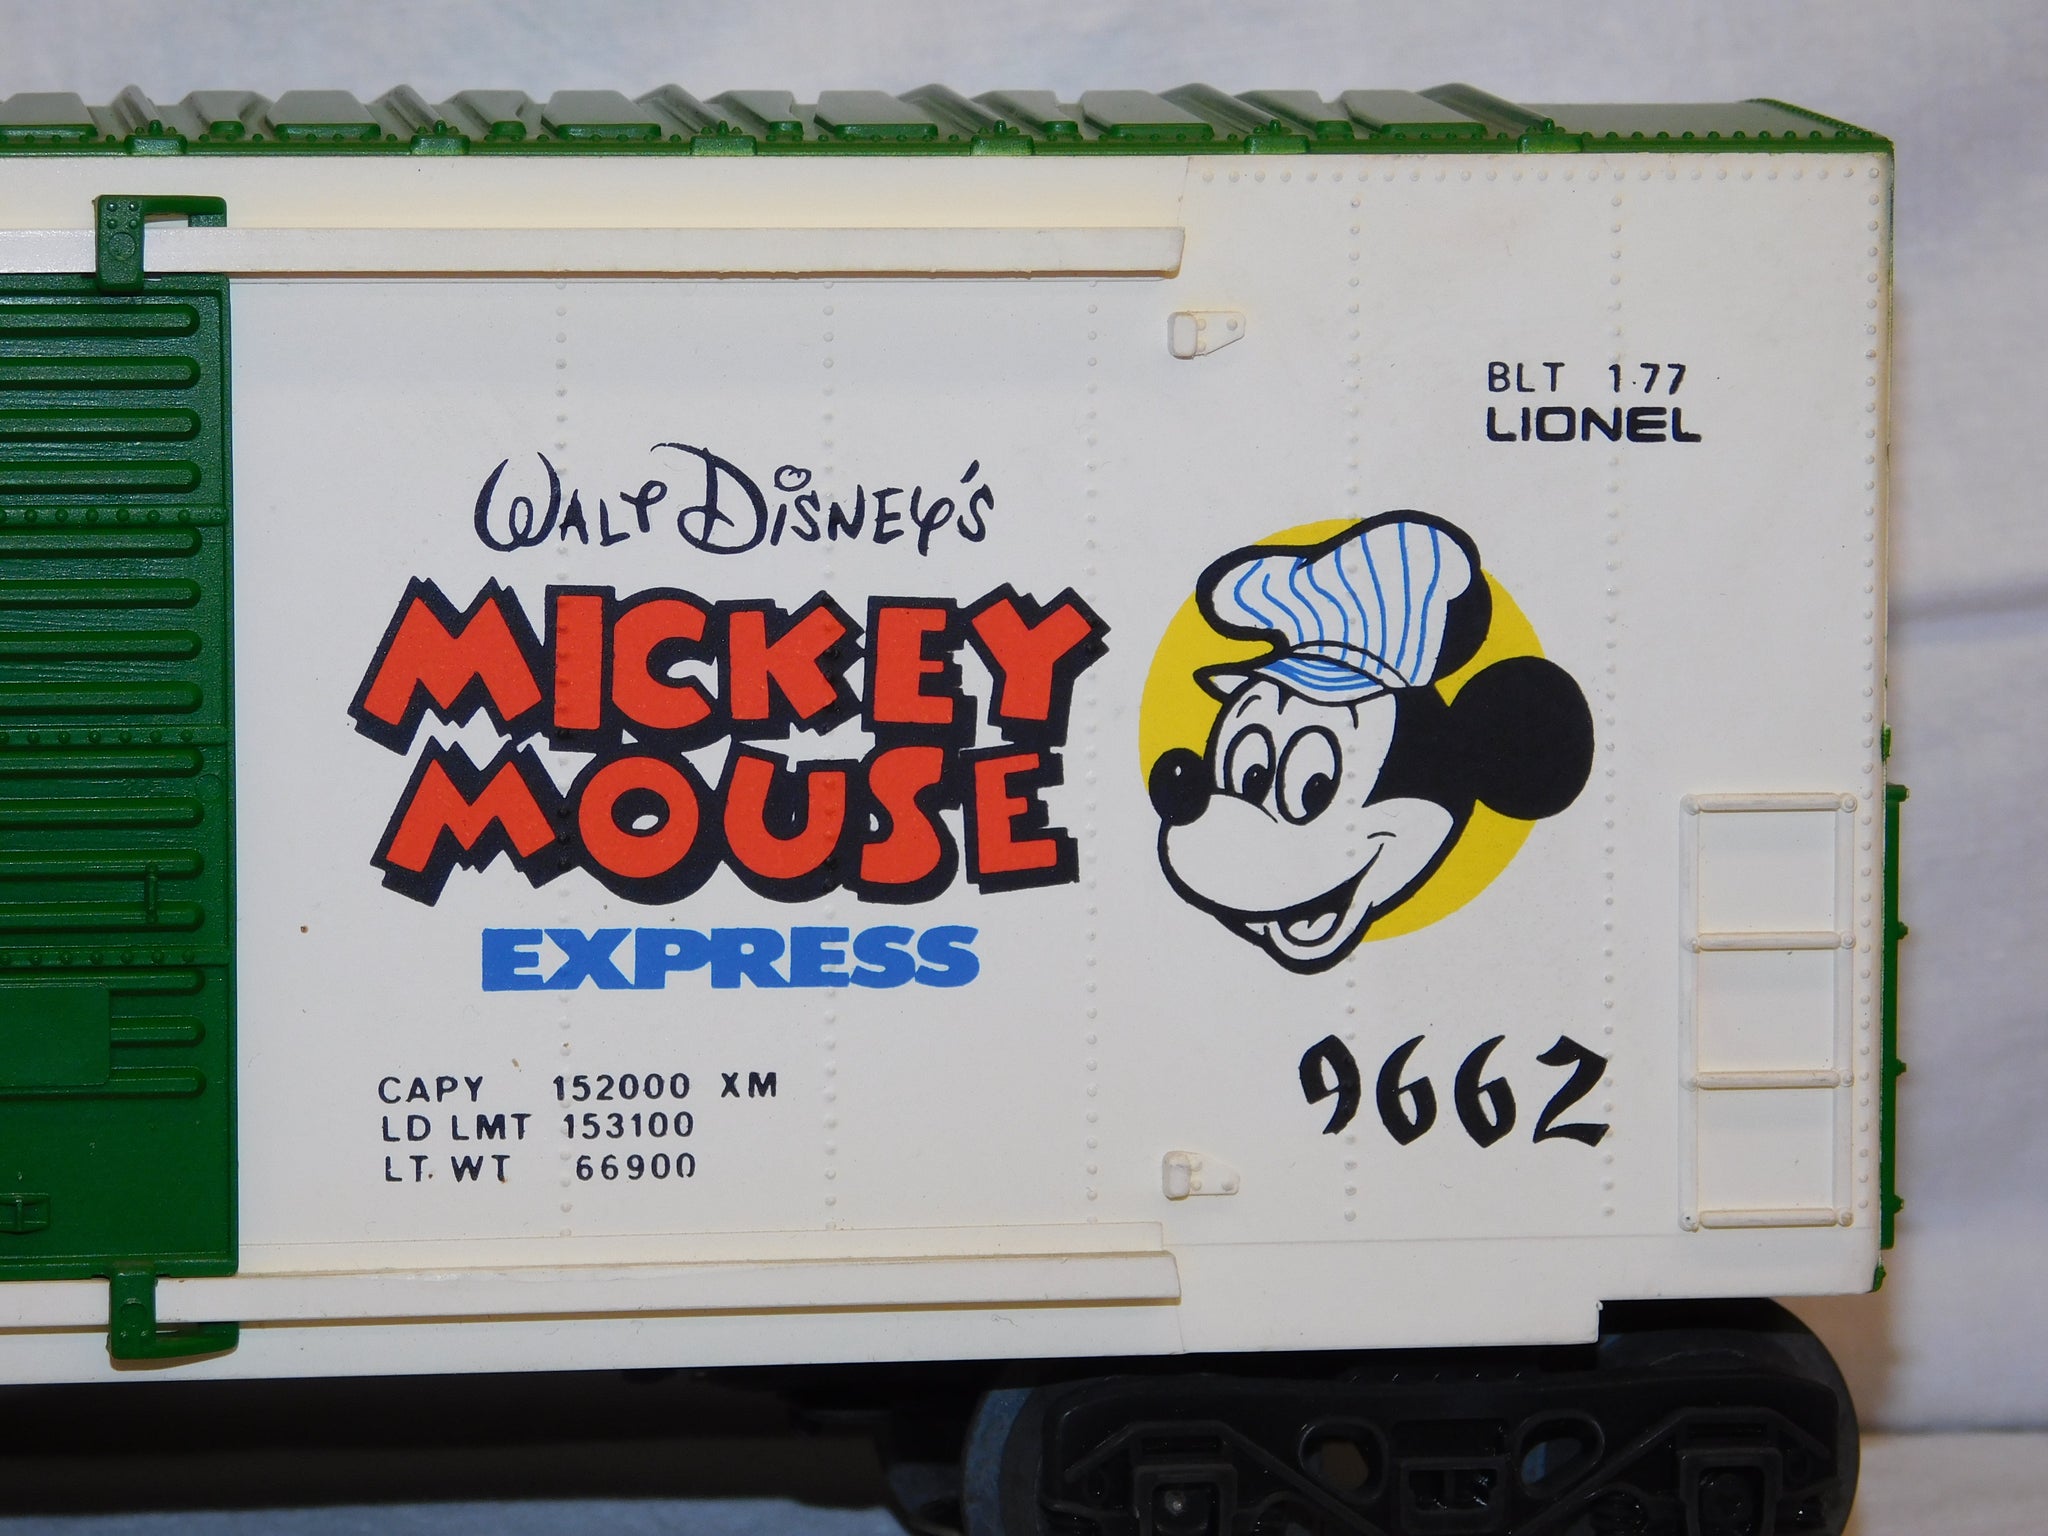 BLT 1·77
LIONEL
WALT DISNEY'S
MICKEY
MOUSE
EXPRESS
9662
CAPY 152000 XM
LD LMT 153100
LT. WT 66900